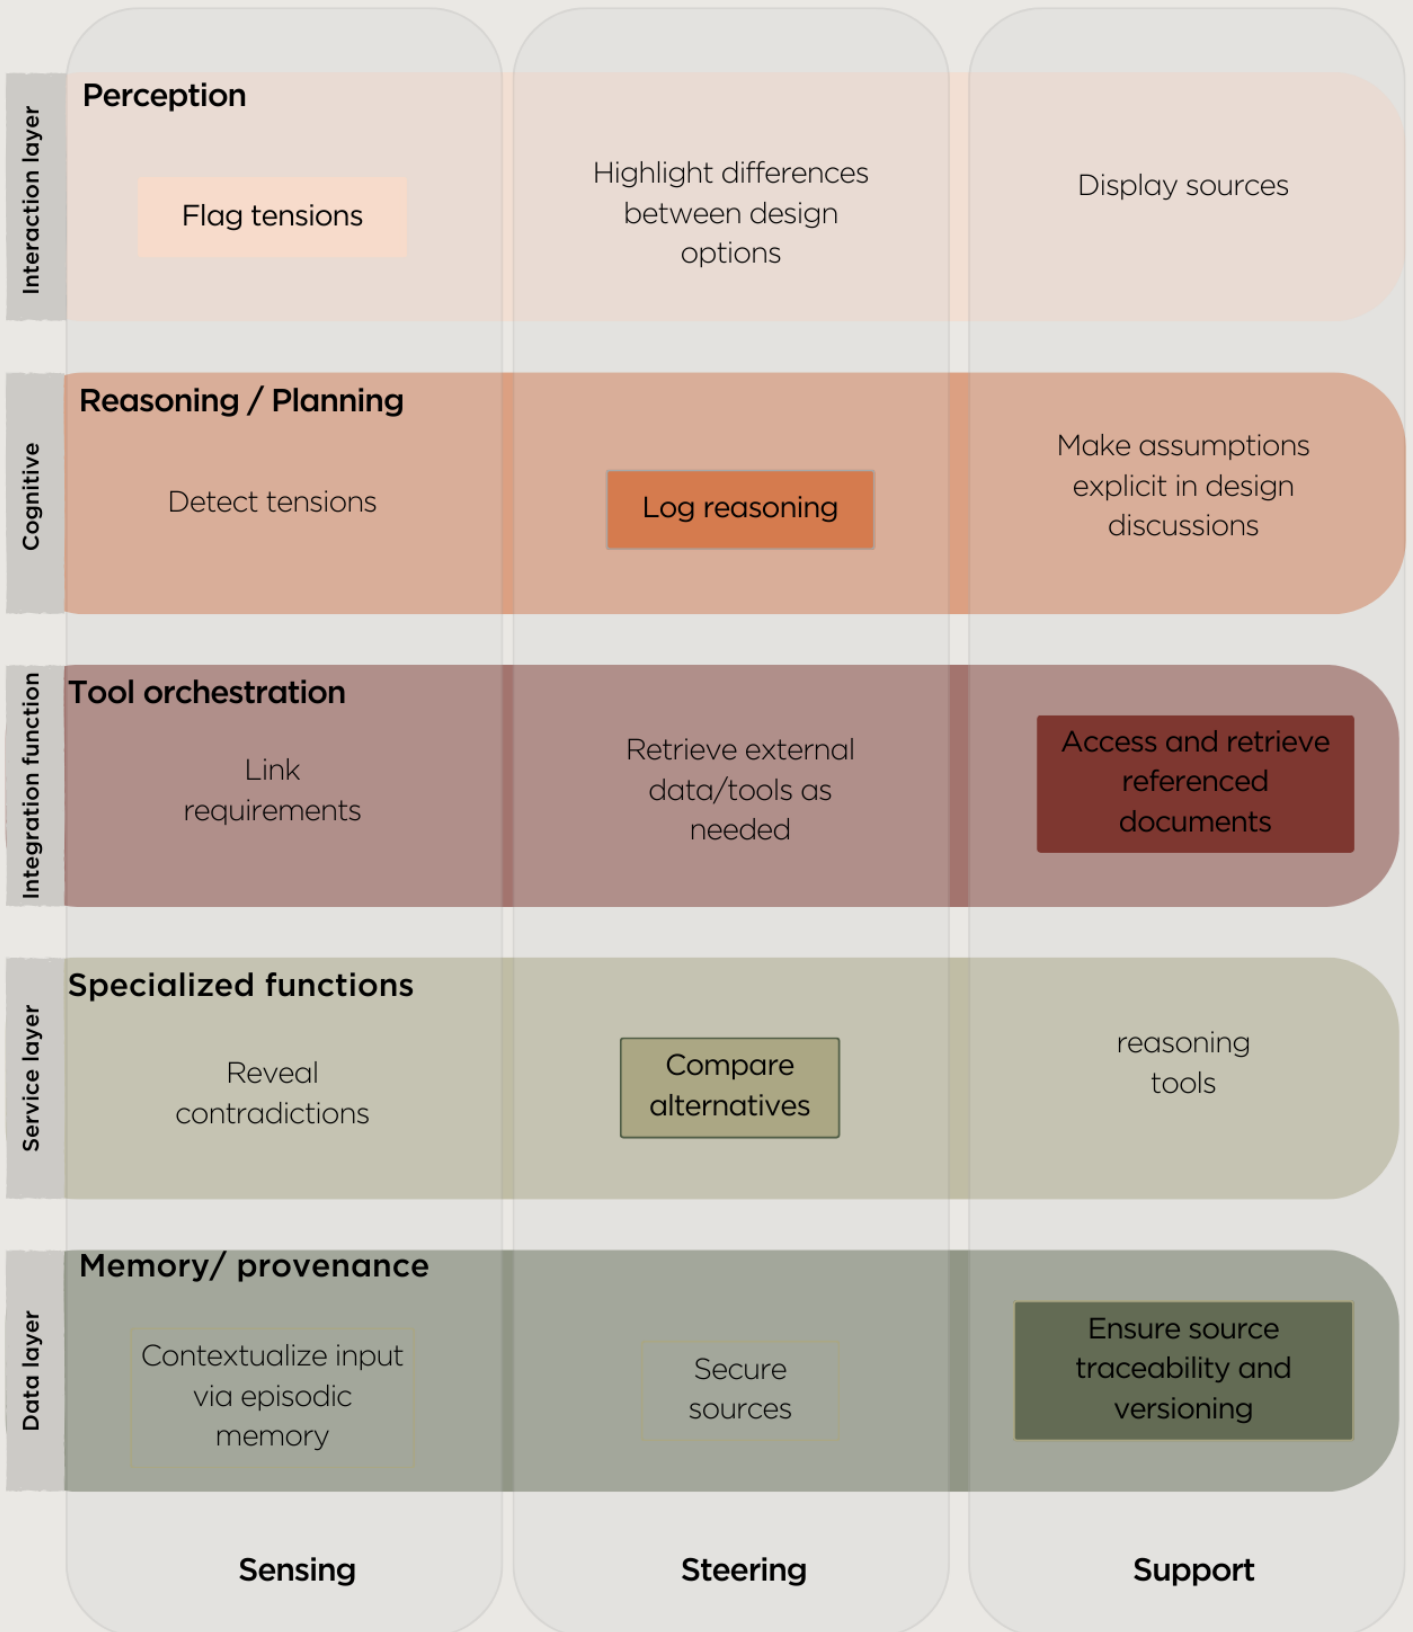 Interaction layer
Perception
Flag tensions
Highlight differences
between design
options
Display sources
Cognitive
Reasoning / Planning
Detect tensions
Log reasoning
Make assumptions
explicit in design
discussions
Integration function
Tool orchestration
Link
requirements
Retrieve external
data/tools as
needed
Access and retrieve
referenced
documents
Service layer
Specialized functions
Reveal
contradictions
Compare
alternatives
reasoning
tools
Data layer
Memory/ provenance
Contextualize input
via episodic
memory
Secure
sources
Ensure source
traceability and
versioning
Sensing
Steering
Support